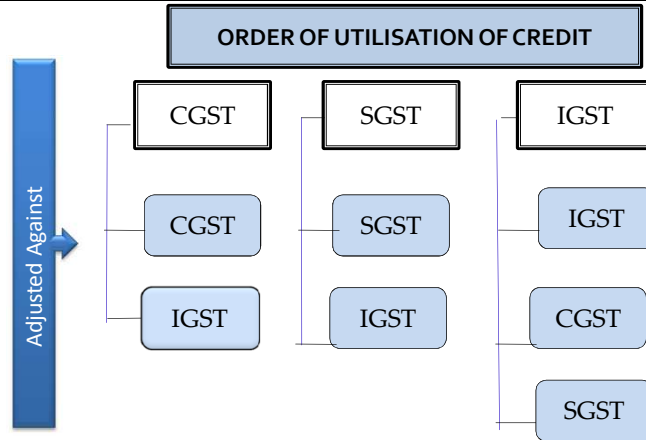 ORDER OF UTILISATION OF CREDIT
CGST
SGST
IGST
Adjusted Against
CGST
SGST
IGST
IGST
IGST
CGST
SGST